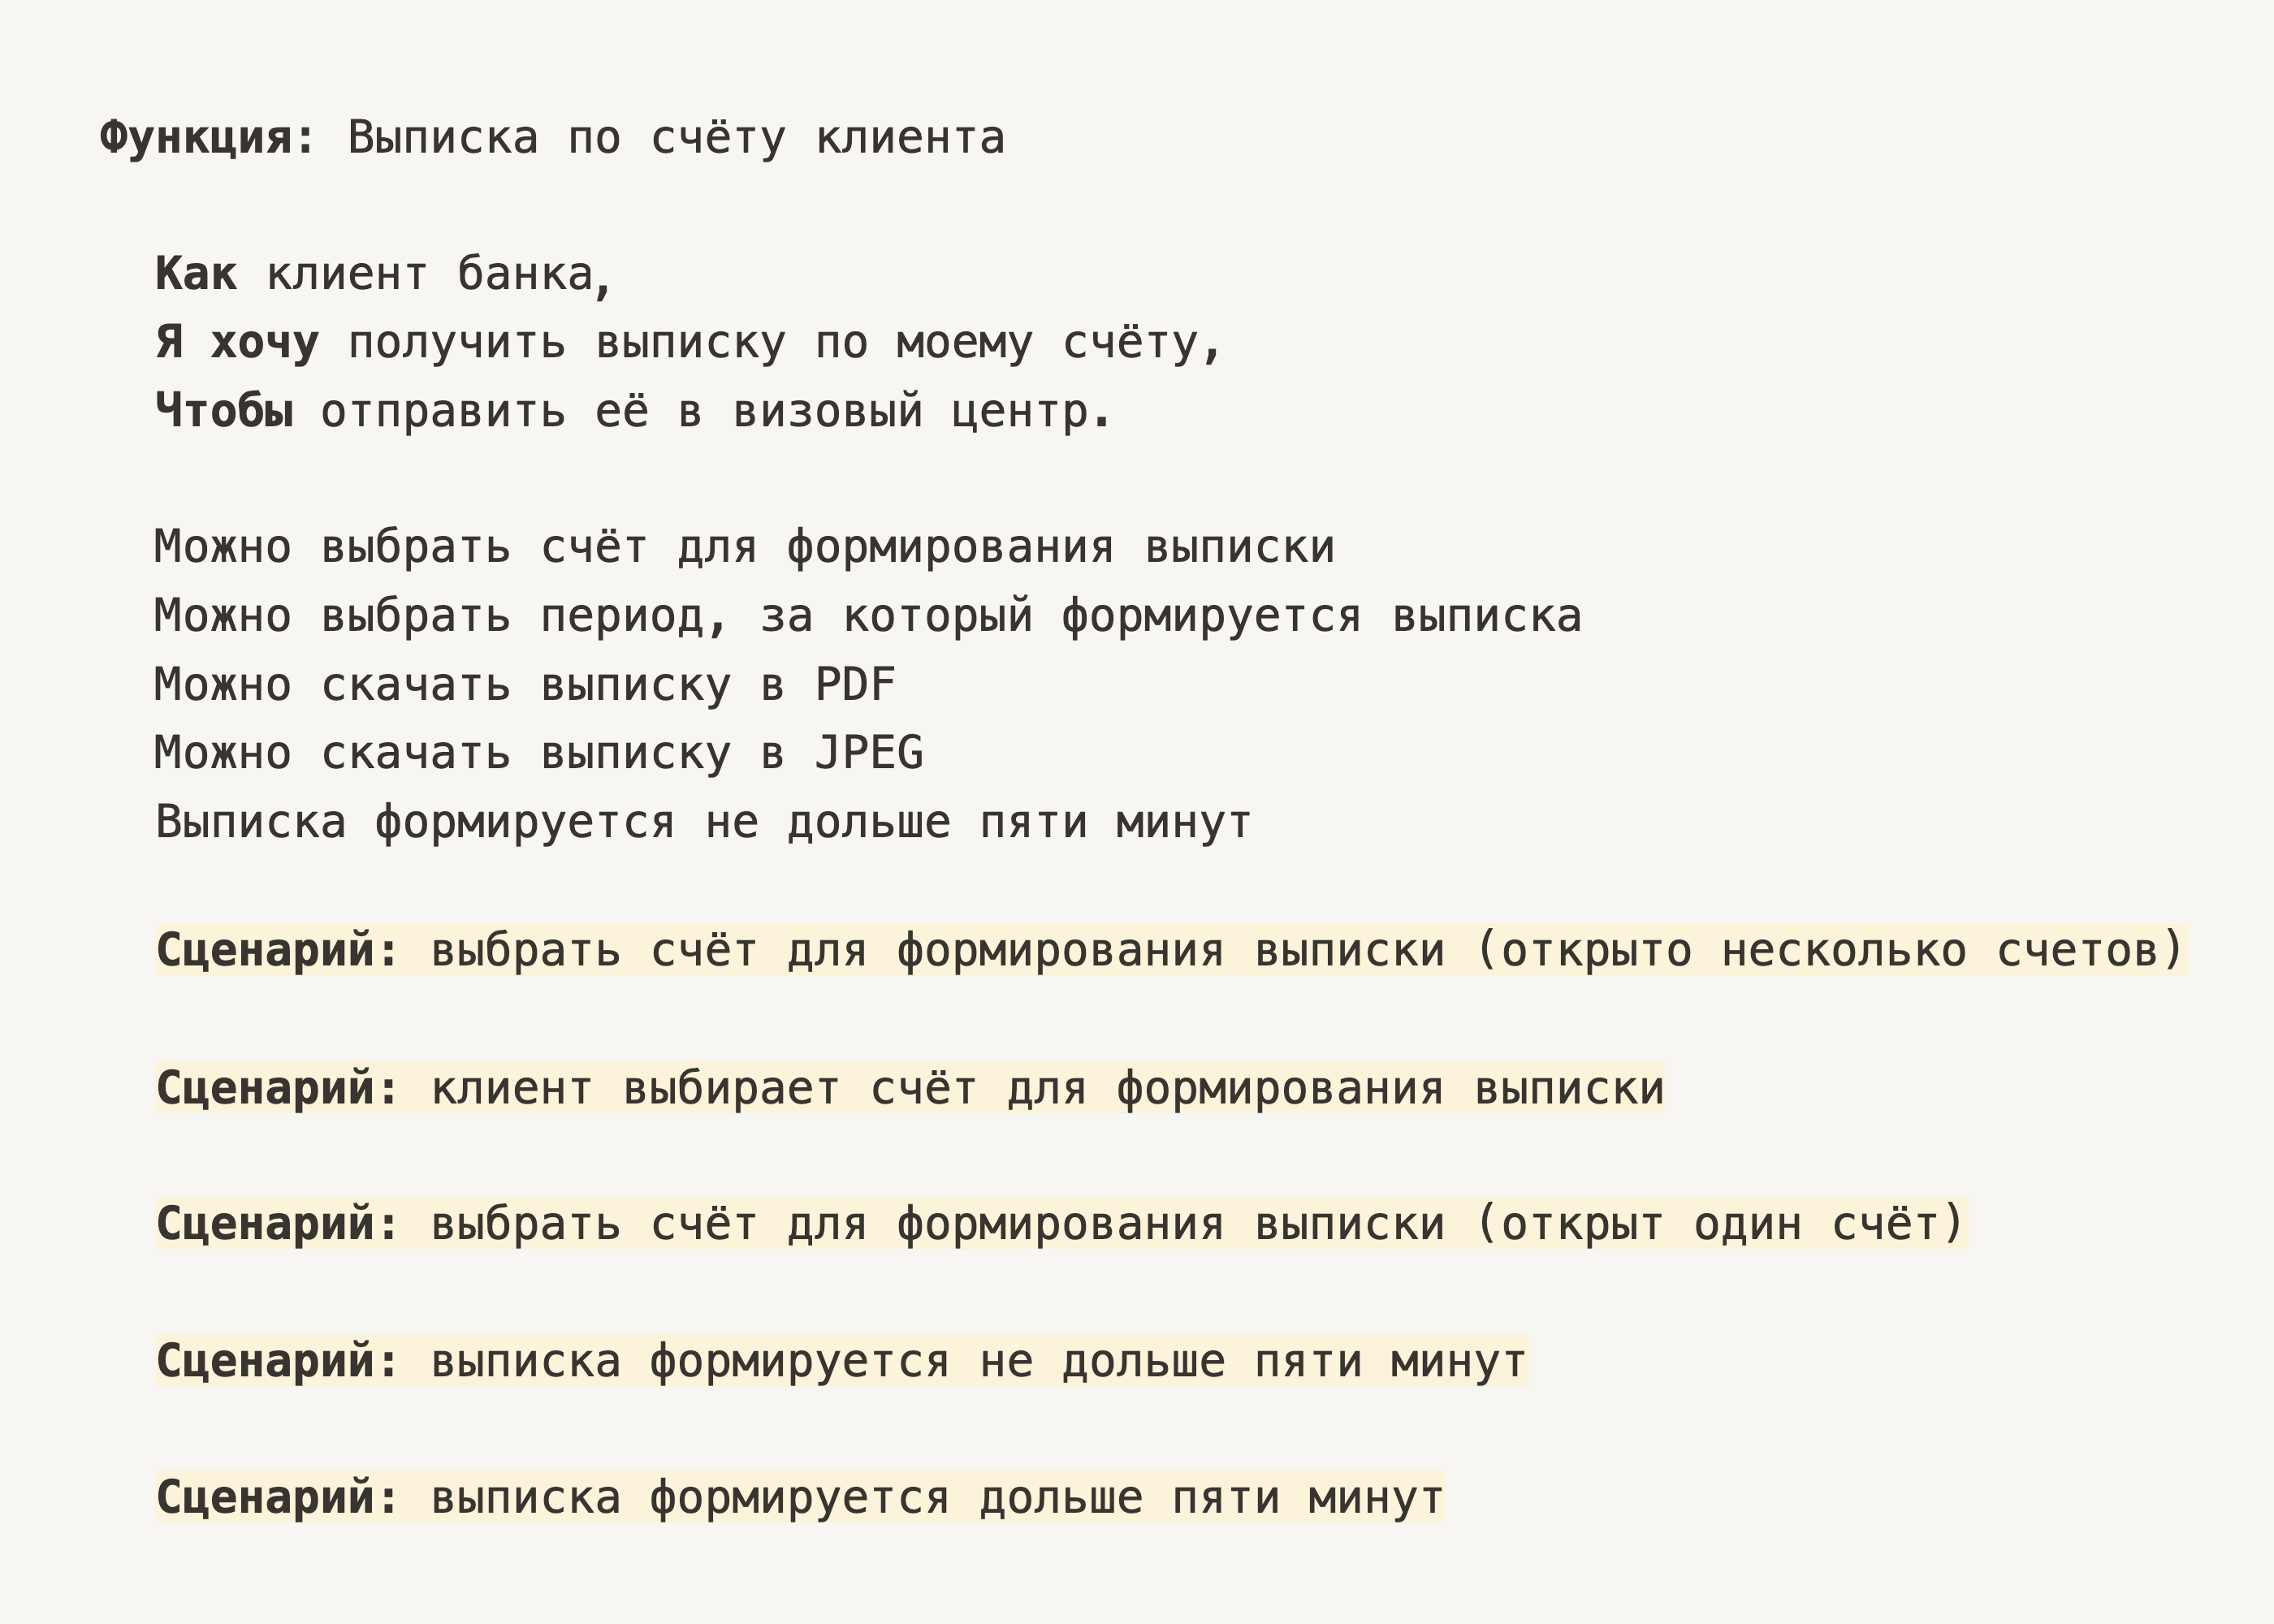 Функция: Выписка по счёту клиента
Как клиент банка,
Я хочу получить выписку по моему счёту,
Чтобы отправить её в визовый центр.
Можно выбрать счёт для формирования выписки
Можно выбрать период, за который формируется выписка
Можно скачать выписку в PDF
Можно скачать выписку в JPEG
Выписка формируется не дольше пяти минут
Сценарий: выбрать счёт для формирования выписки (открыто несколько счетов)
Сценарий: клиент выбирает счёт для формирования выписки
Сценарий: выбрать счёт для формирования выписки (открыт один счёт)
Сценарий: выписка формируется не дольше пяти минут
Сценарий: выписка формируется дольше пяти минут